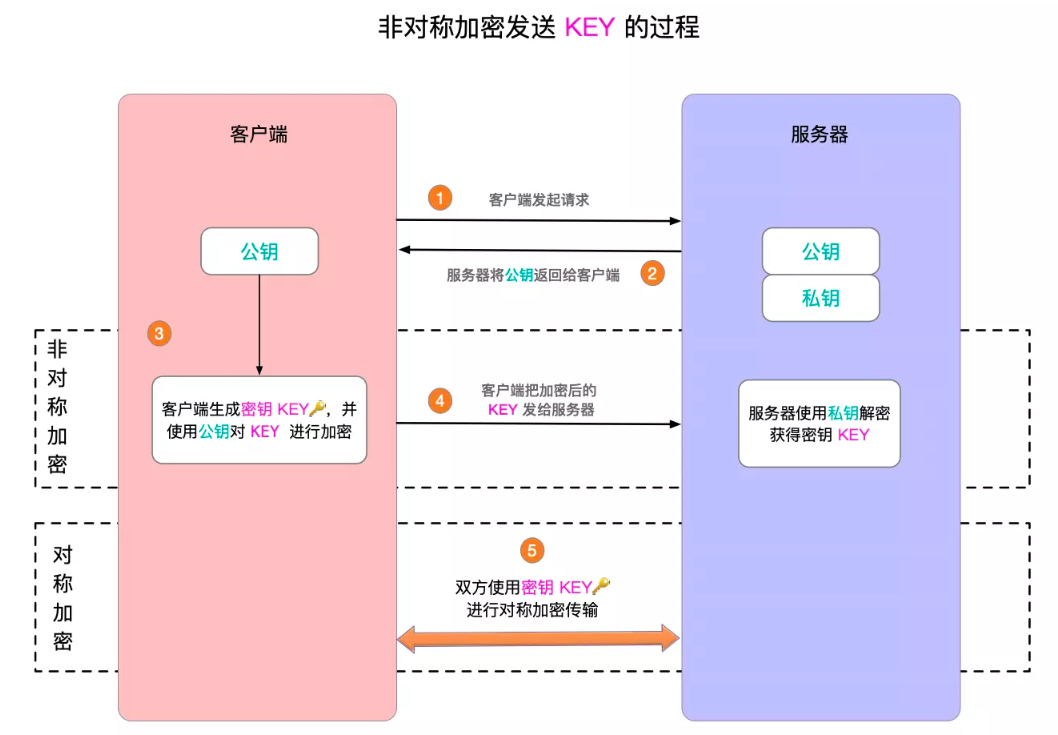 非对称加密发送 KEY 的过程
客户端
服务器
1
客户端发起请求
公钥
公钥
服务器将公钥返回给客户端
2
私钥
3
非对称加密
客户端生成密钥 KEY🔑，并
使用公钥对 KEY 进行加密
4
客户端把加密后的
KEY 发给服务器
服务器使用私钥解密
获得密钥 KEY
对称加密
5
双方使用密钥 KEY🔑
进行对称加密传输